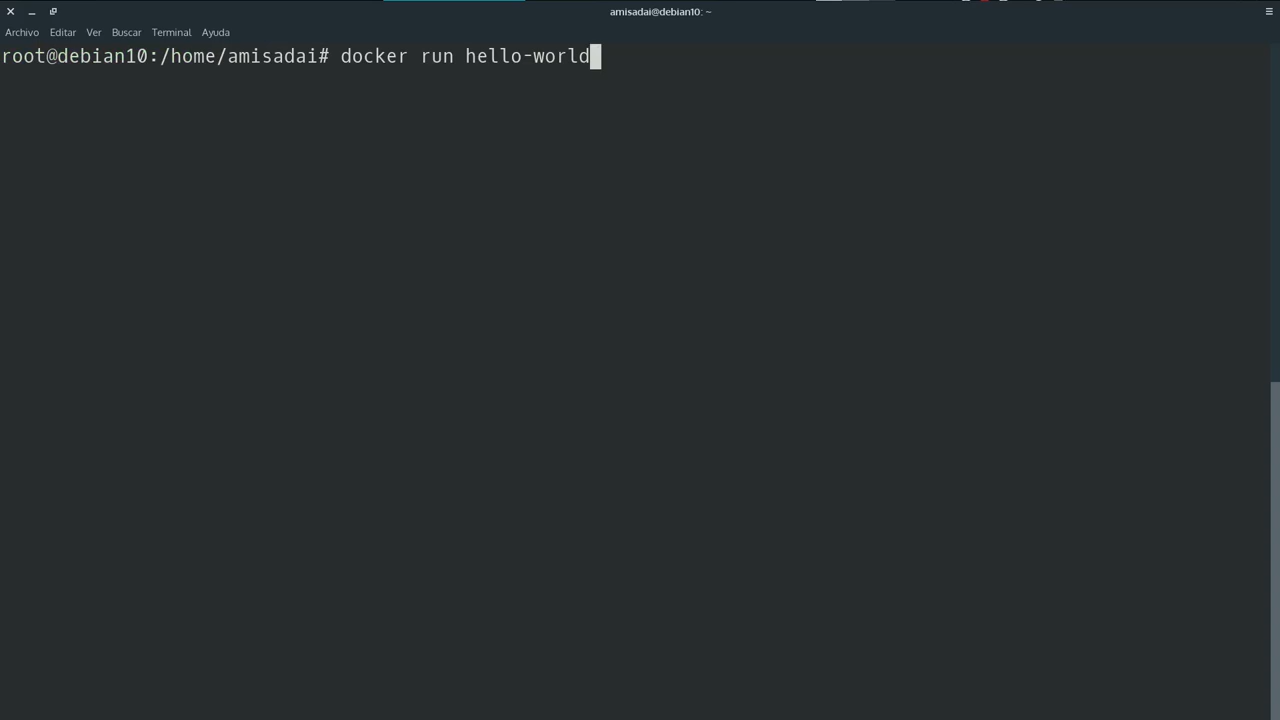 amisadai@debian10: ~
Archivo Editar Ver Buscar Terminal Ayuda
root@debian10:/home/amisadai# docker run hello-world